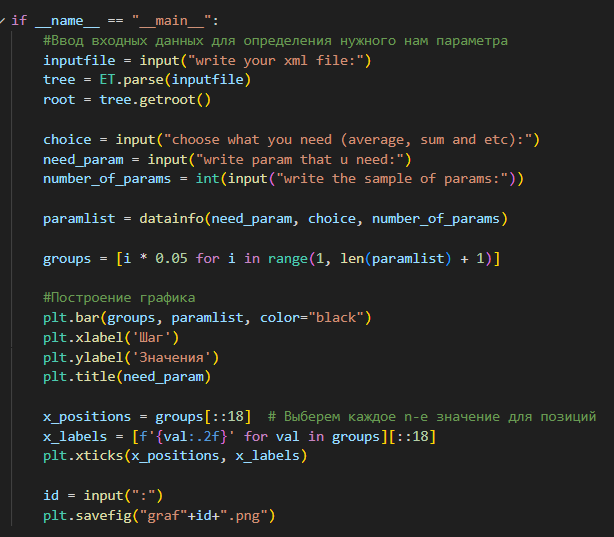 if __name__ == "__main__":
    #Ввод входных данных для определения нужного нам параметра
    inputfile = input("write your xml file:")
    tree = ET.parse(inputfile)
    root = tree.getroot()

    choice = input("choose what you need (average, sum and etc):")
    need_param = input("write param that u need:")
    number_of_params = int(input("write the sample of params:"))

    paramlist = datainfo(need_param, choice, number_of_params)

    groups = [i * 0.05 for i in range(1, len(paramlist) + 1)]

    #Построение графика
    plt.bar(groups, paramlist, color="black")
    plt.xlabel('Шаг')
    plt.ylabel('Значения')
    plt.title(need_param)

    x_positions = groups[::18]  # Выберем каждое n-е значение для позиций
    x_labels = [f'{val:.2f}' for val in groups][::18]
    plt.xticks(x_positions, x_labels)

    id = input(":")
    plt.savefig("graf"+id+".png")